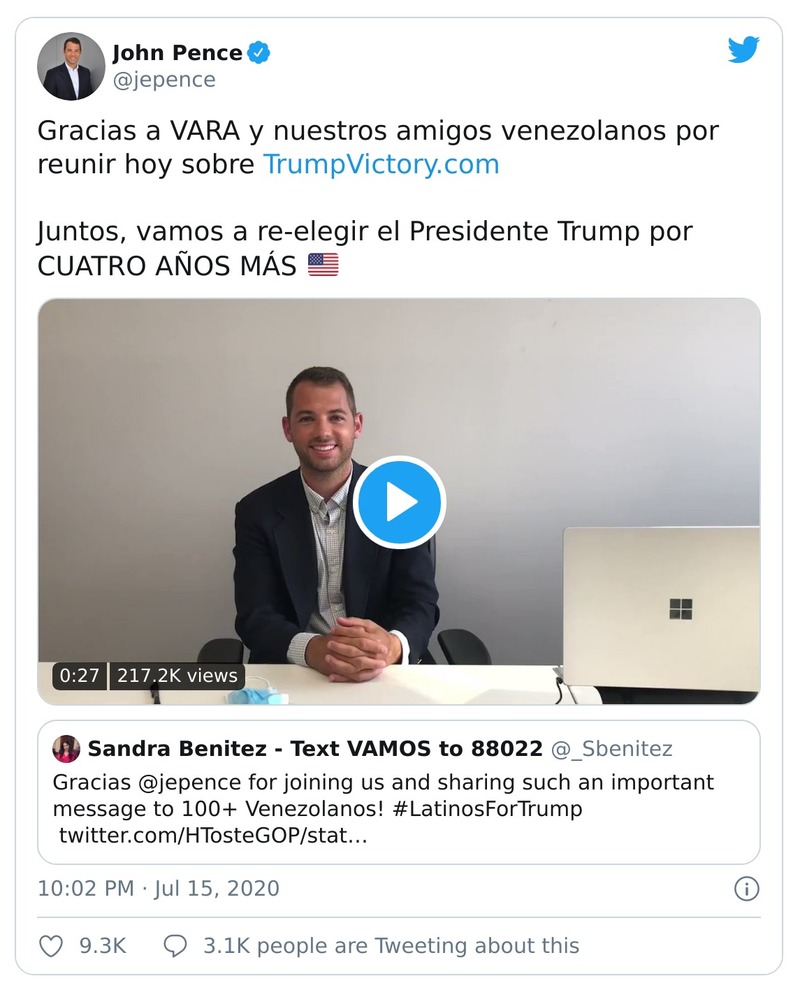 John Pence
@jepence
Gracias a VARA y nuestros amigos venezolanos por
reunir hoy sobre TrumpVictory.com
Juntos, vamos a re-elegir el Presidente Trump por
CUATRO AÑOS MÁS 🇺🇸
0:27 217.2K views
Sandra Benitez - Text VAMOS to 88022 @_Sbenitez
Gracias @jepence for joining us and sharing such an important
message to 100+ Venezolanos! #LatinosForTrump
twitter.com/HTosteGOP/stat…
10:02 PM · Jul 15, 2020
9.3K 3.1K people are Tweeting about this